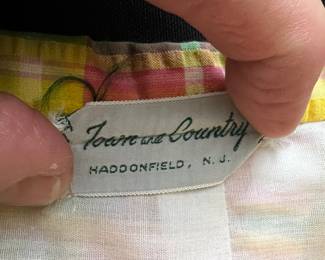 Town and Country
HADDONFIELD, N. J.